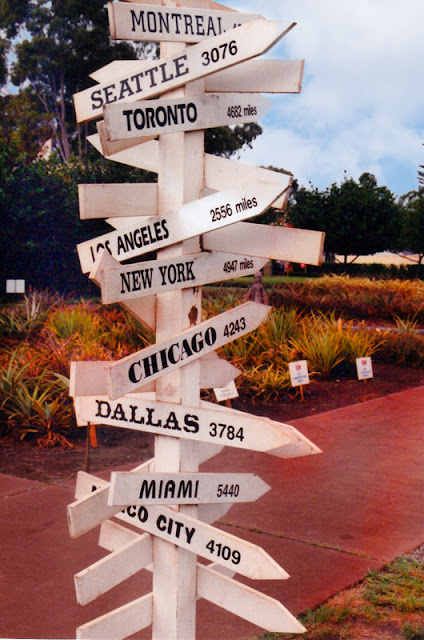 MONTREAL
SEATTLE 3076
TORONTO 4682 miles
LOS ANGELES 2556 miles
NEW YORK 4947 miles
CHICAGO 4243
DALLAS 3784
MIAMI 5440
CO CITY 4109